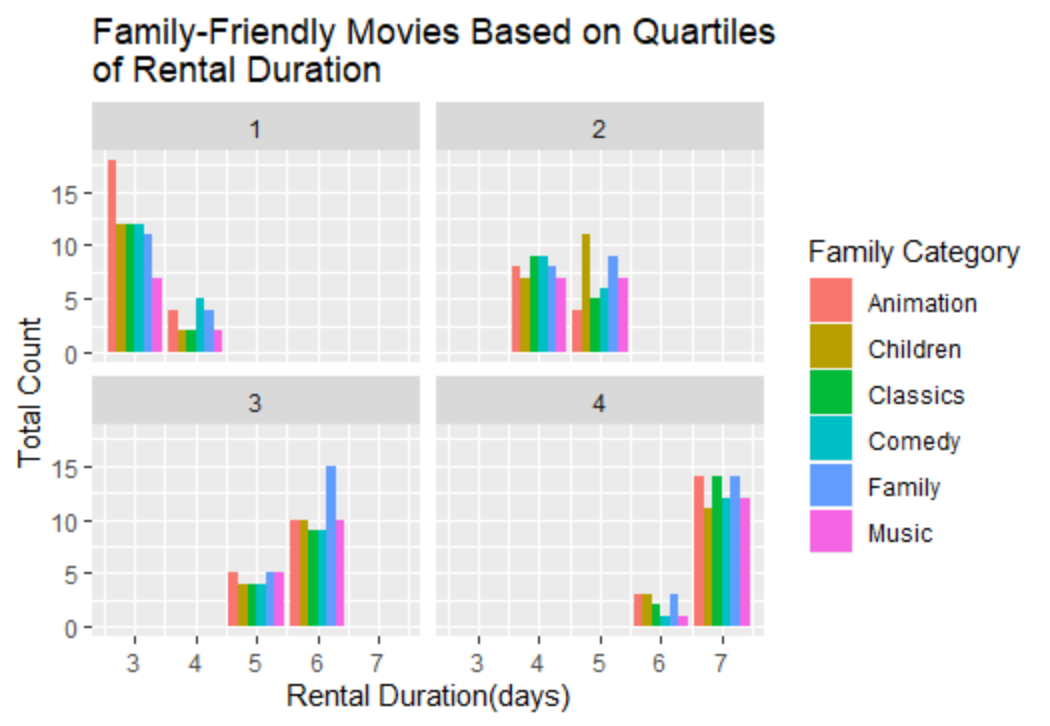 Family-Friendly Movies Based on Quartiles
of Rental Duration
1
2
15
10
5
0
3
4
15
10
5
0
3 4 5 6 7
3 4 5 6 7
Total Count
Rental Duration(days)
Family Category
Animation
Children
Classics
Comedy
Family
Music